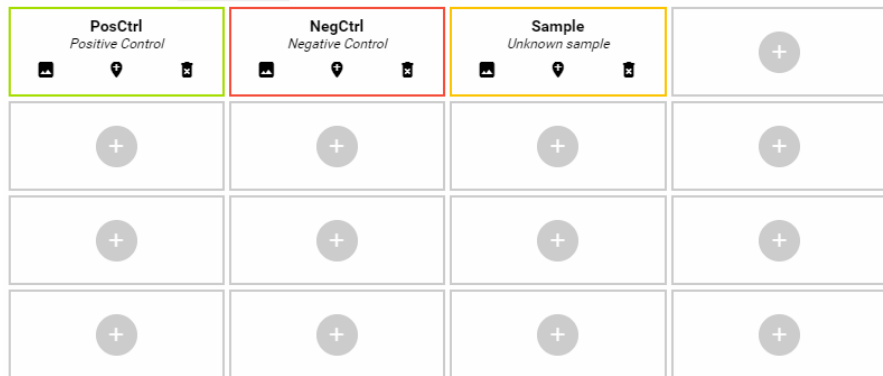 PosCtrl
Positive Control
NegCtrl
Negative Control
Sample
Unknown sample